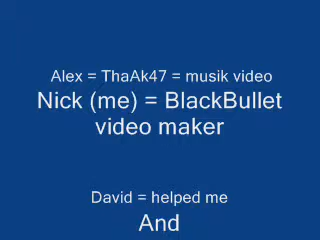 Alex = ThaAk47 = musik video
Nick (me) = BlackBullet
video maker
David = helped me
And